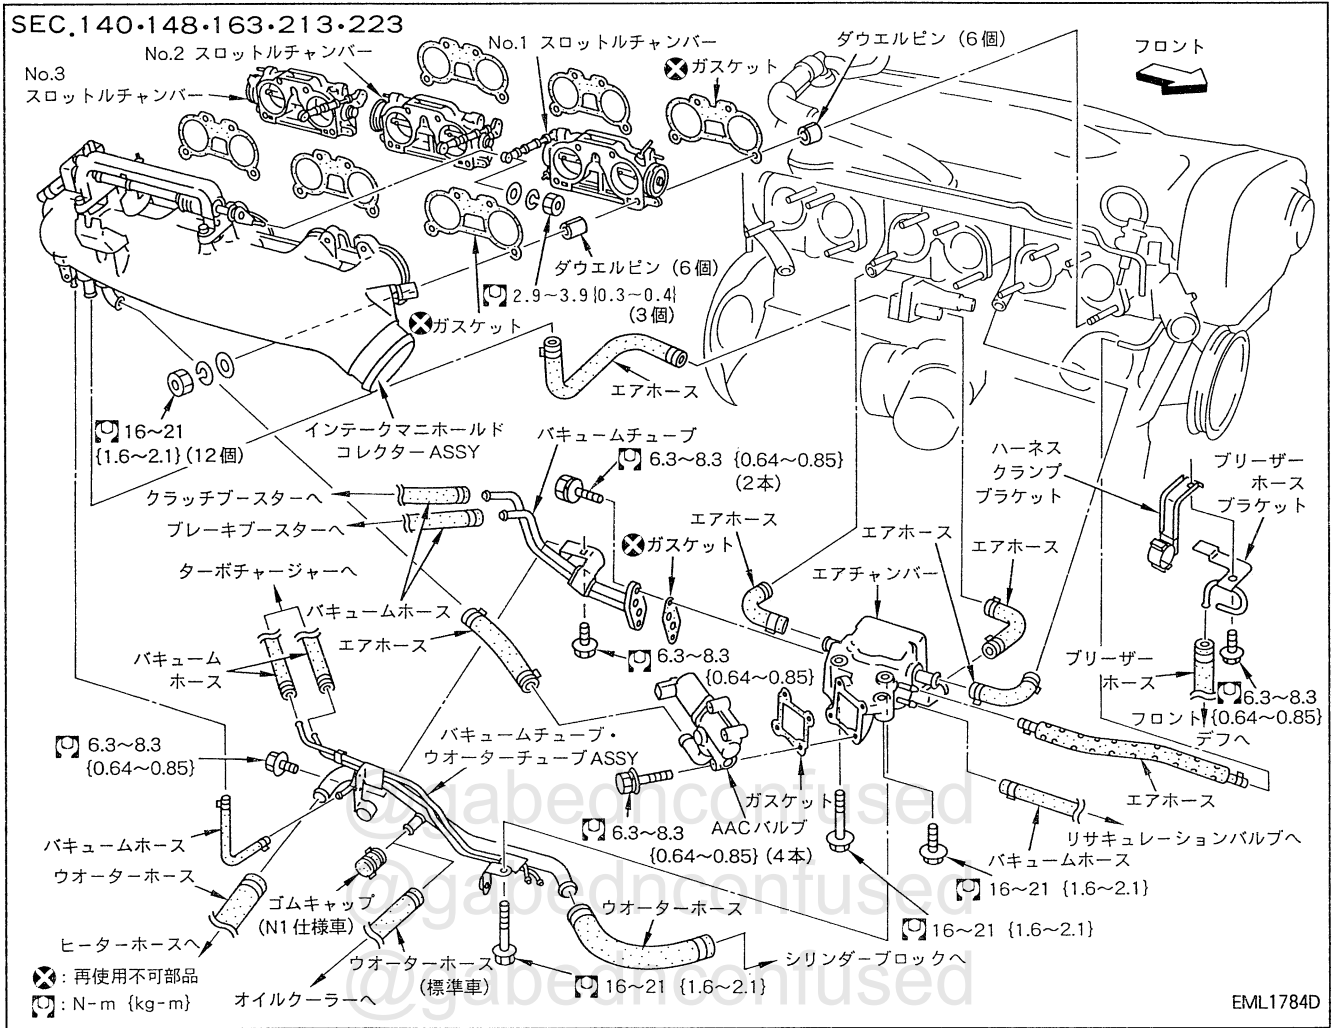 SEC.140·148·163·213·223
No.2 スロットルチャンバー
No.1 スロットルチャンバー
ダウエルピン (6個)
フロント
No.3
スロットルチャンバー
ガスケット
ダウエルピン (6個)
2.9~3.9{0.3~0.4}
(3個)
ガスケット
エアホース
16~21
{1.6~2.1}(12個)
インテークマニホールド
コレクターASSY
バキュームチューブ
6.3~8.3 {0.64~0.85}
(2本)
ハーネス
クランプ
ブラケット
ブリーザー
ホース
ブラケット
クラッチブースターへ
ブレーキブースターへ
ガスケット
エアホース
エアホース
エアホース
エアチャンバー
ターボチャージャーへ
バキュームホース
エアホース
バキューム
ホース
6.3~8.3
{0.64~0.85}
ブリーザー
ホース
6.3~8.3
{0.64~0.85}
フロント
デフへ
6.3~8.3
{0.64~0.85}
バキュームチューブ・
ウオーターチューブASSY
ガスケット
AACバルブ
エアホース
リサキュレーションバルブへ
6.3~8.3
{0.64~0.85}(4本)
バキュームホース
バキュームホース
ウオーターホース
16~21 {1.6~2.1}
ゴムキャップ
(N1仕様車)
ウオーターホース
16~21 {1.6~2.1}
ヒーターホースへ
ウオーターホース
(標準車)
シリンダーブロックへ
: 再使用不可部品
: N-m {kg-m}
オイルクーラーへ
16~21 {1.6~2.1}
EML1784D
@gabednconfused
@gabednconfused
@gabednconfused